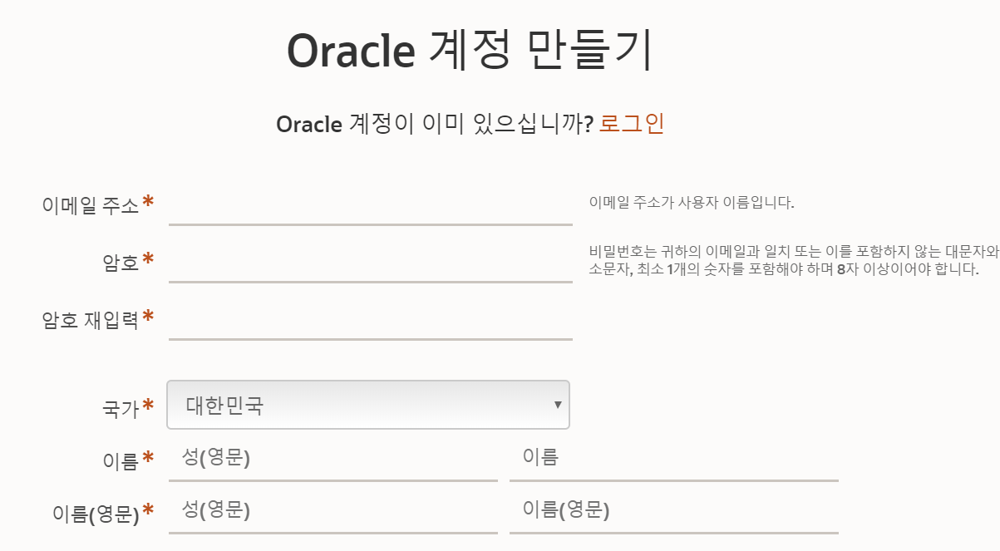 Oracle 계정 만들기
Oracle 계정이 이미 있으십니까? 로그인
이메일 주소* 이메일 주소가 사용자 이름입니다.
암호* 비밀번호는 귀하의 이메일과 일치 또는 이를 포함하지 않는 대문자와
소문자, 최소 1개의 숫자를 포함해야 하며 8자 이상이어야 합니다.
암호 재입력*
국가* 대한민국 ▼
이름* 성(영문) 이름
이름(영문)* 성(영문) 이름(영문)